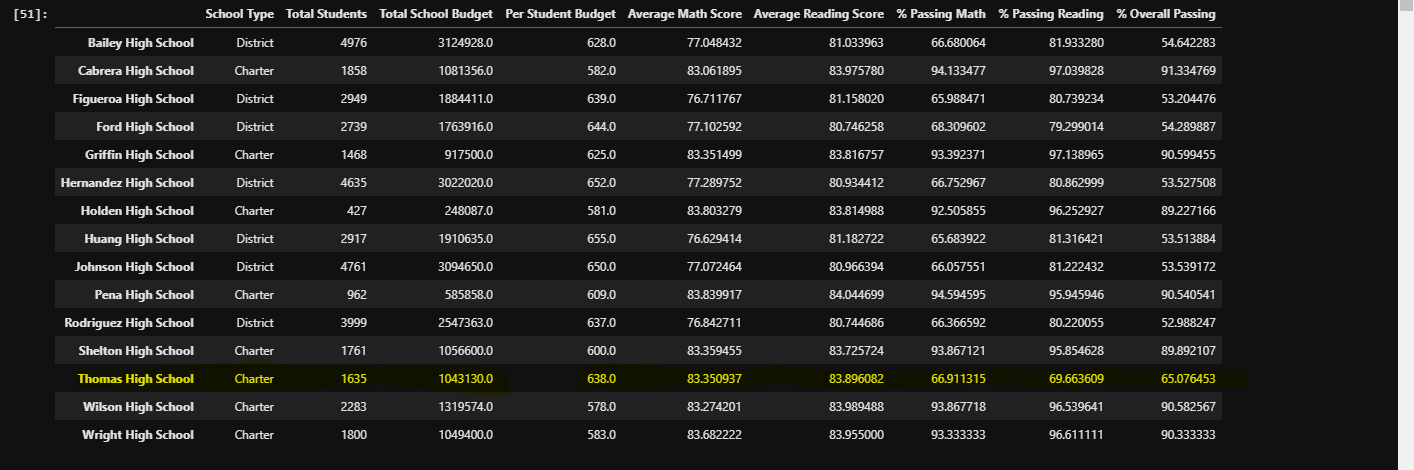 [51]: School Type Total Students Total School Budget Per Student Budget Average Math Score Average Reading Score % Passing Math % Passing Reading % Overall Passing
Bailey High School District 4976 3124928.0 628.0 77.048432 81.033963 66.680064 81.933280 54.642283
Cabrera High School Charter 1858 1081356.0 582.0 83.061895 83.975780 94.133477 97.039828 91.334769
Figueroa High School District 2949 1884411.0 639.0 76.711767 81.158020 65.988471 80.739234 53.204476
Ford High School District 2739 1763916.0 644.0 77.102592 80.746258 68.309602 79.299014 54.289887
Griffin High School Charter 1468 917500.0 625.0 83.351499 83.816757 93.392371 97.138965 90.599455
Hernandez High School District 4635 3022020.0 652.0 77.289752 80.934412 66.752967 80.862999 53.527508
Holden High School Charter 427 248087.0 581.0 83.803279 83.814988 92.505855 96.252927 89.227166
Huang High School District 2917 1910635.0 655.0 76.629414 81.182722 65.683922 81.316421 53.513884
Johnson High School District 4761 3094650.0 650.0 77.072464 80.966394 66.057551 81.222432 53.539172
Pena High School Charter 962 585858.0 609.0 83.839917 84.044699 94.594595 95.945946 90.540541
Rodriguez High School District 3999 2547363.0 637.0 76.842711 80.744686 66.366592 80.220055 52.988247
Shelton High School Charter 1761 1056600.0 600.0 83.359455 83.725724 93.867121 95.854628 89.892107
Thomas High School Charter 1635 1043130.0 638.0 83.350937 83.896082 66.911315 69.663609 65.076453
Wilson High School Charter 2283 1319574.0 578.0 83.274201 83.989488 93.867718 96.539641 90.582567
Wright High School Charter 1800 1049400.0 583.0 83.682222 83.955000 93.333333 96.611111 90.333333